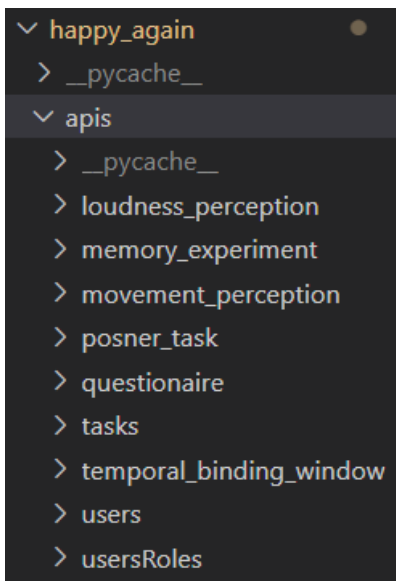 happy_again
__pycache__
apis
__pycache__
loudness_perception
memory_experiment
movement_perception
posner_task
questionaire
tasks
temporal_binding_window
users
usersRoles